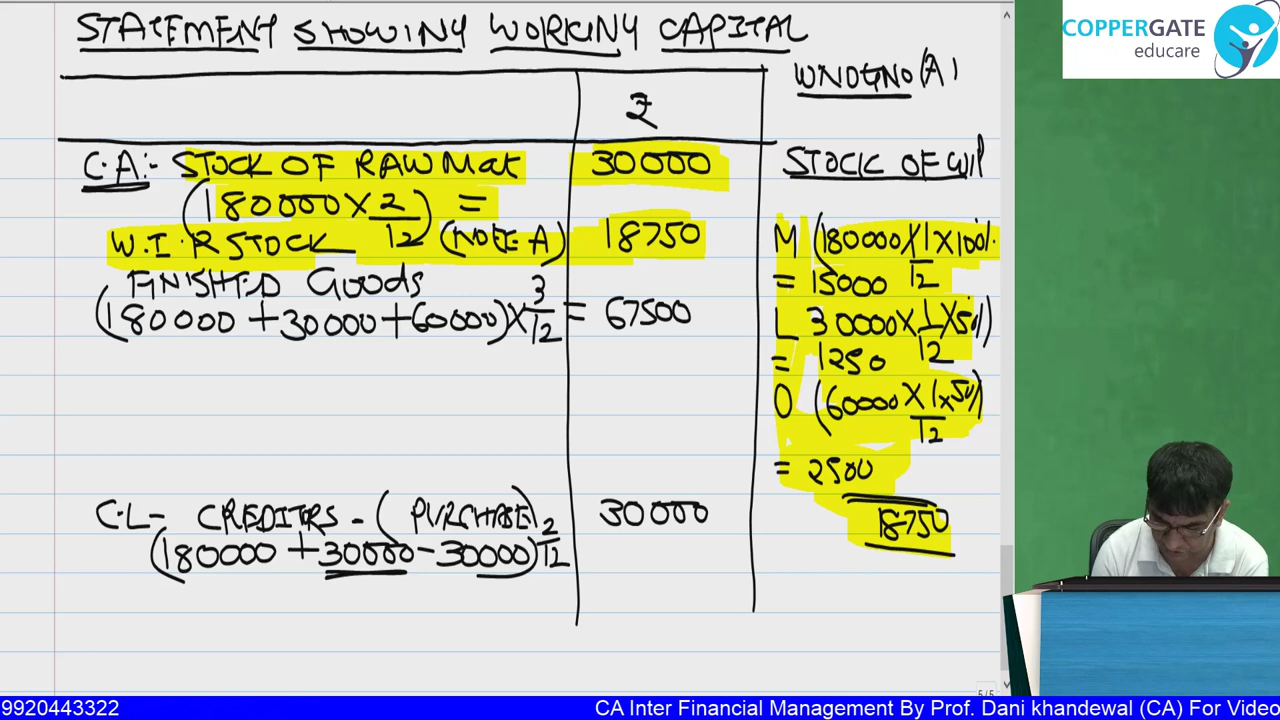 STATEMENT SHOWING WORKING CAPITAL
COPPERGATE
educare
WNDGNO (A)
₹
C.A:- STOCK OF RAW Mat 30000
(180000 X 2/12) =
W.I.P STOCK (NOTE A) 18750
FINISHED Goods
(180000 + 30000 + 60000) X 3/12 = 67500
C.L - CREDITORS - (PURCHASE) 30000
(180000 + 30000 - 30000) 2/12
STOCK OF WIP
M (180000 X 1/12 X 100%
= 15000
L 30000 X 1/12 X 50%)
= 1250
O (60000 X 1/12 X 50%)
= 2500
18750
5/5
9920443322
CA Inter Financial Management By Prof. Dani khandewal (CA) For Video